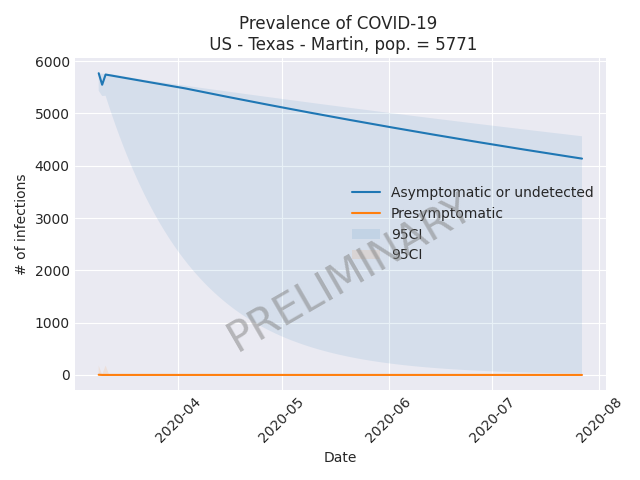 Prevalence of COVID-19
US - Texas - Martin, pop. = 5771
6000
5000
4000
3000
2000
1000
0
# of infections
Asymptomatic or undetected
Presymptomatic
95CI
95CI
PRELIMINARY
2020-04
2020-05
2020-06
2020-07
2020-08
Date